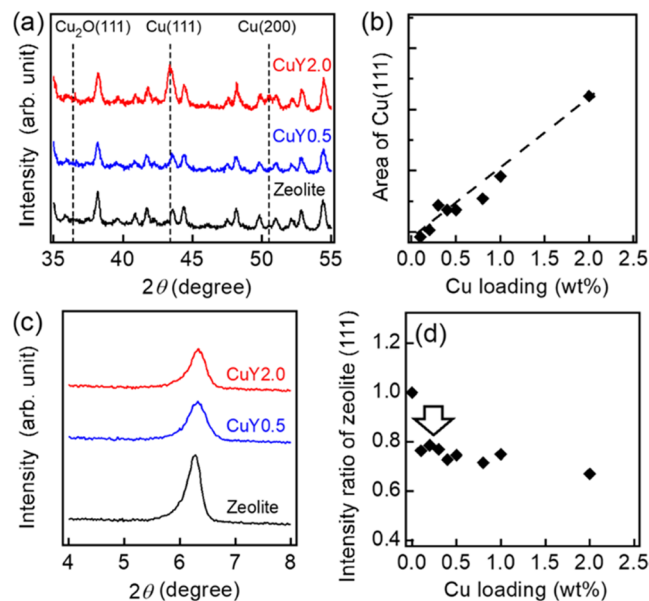 (a)
Cu₂O(111)
Cu(111)
Cu(200)
CuY2.0
CuY0.5
Zeolite
Intensity (arb. unit)
35 40 45 50 55
2θ (degree)
(b)
Area of Cu(111)
0.0 0.5 1.0 1.5 2.0 2.5
Cu loading (wt%)
(c)
CuY2.0
CuY0.5
Zeolite
Intensity (arb. unit)
4 5 6 7 8
2θ (degree)
(d)
Intensity ratio of zeolite (111)
1.2
1.0
0.8
0.6
0.4
0.0 0.5 1.0 1.5 2.0 2.5
Cu loading (wt%)